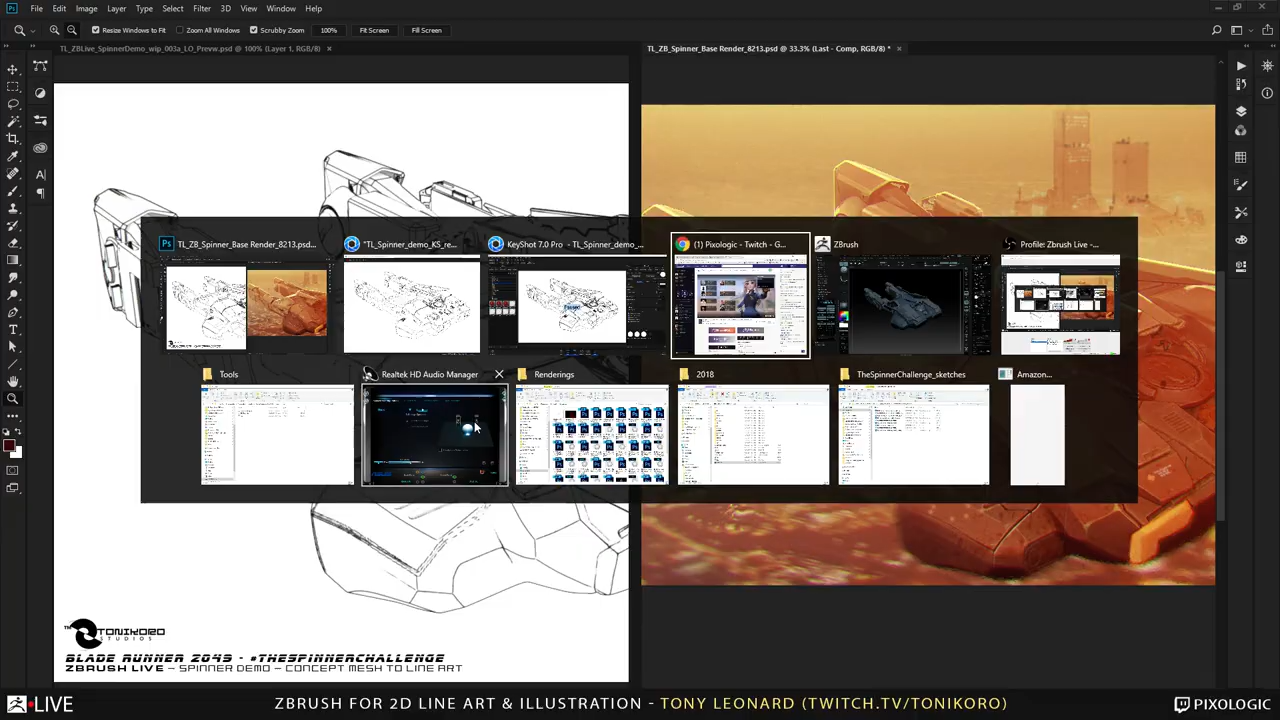 Ps File Edit Image Layer Type Select Filter 3D View Window Help
Resize Windows to Fit Zoom All Windows Scrubby Zoom 100% Fit Screen Fill Screen
TL_ZBLive_SpinnerDemo_wip_003a_LO_Prevw.psd @ 100% (Layer 1, RGB/8) ×
TL_ZB_Spinner_Base Render_8213.psd @ 33.3% (Last - Comp, RGB/8) * ×
Ps TL_ZB_Spinner_Base Render_8213.psd...
*TL_Spinner_demo_KS_re...
KeyShot 7.0 Pro - TL_Spinner_demo_...
(1) Pixologic - Twitch - G...
ZBrush
Profile: Zbrush Live -...
Tools
Realtek HD Audio Manager
Renderings
2018
TheSpinnerChallenge_sketches
Amazon...
TM TONIKORO
STUDIOS
BLADE RUNNER 2049 - #THESPINNERCHALLENGE
ZBRUSH LIVE – SPINNER DEMO – CONCEPT MESH TO LINE ART
LIVE
ZBRUSH FOR 2D LINE ART & ILLUSTRATION - TONY LEONARD (TWITCH.TV/TONIKORO)
PIXOLOGIC